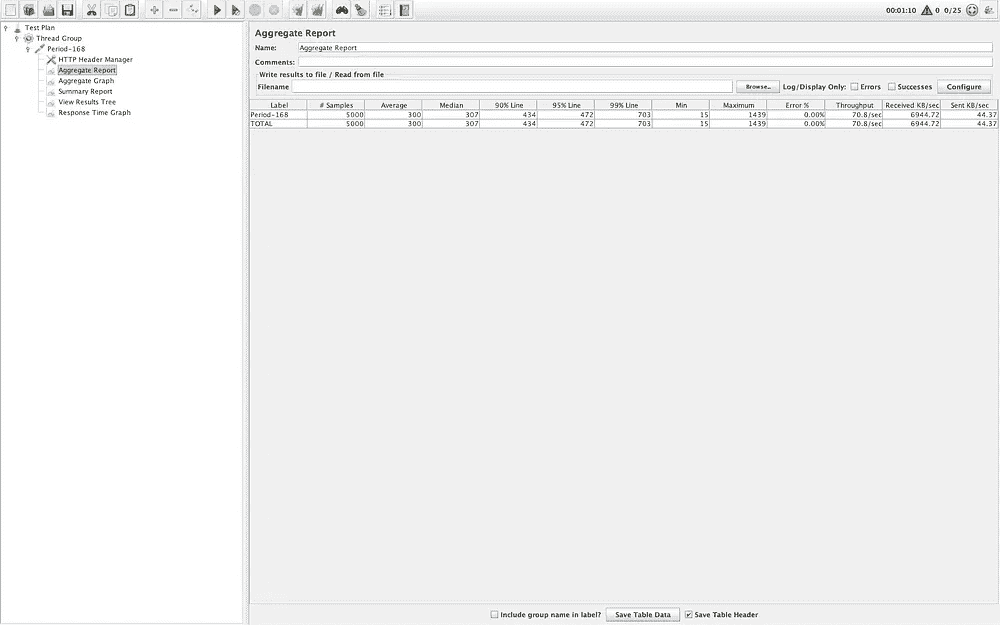 00:01:10 0 0/25
Test Plan
Thread Group
Period-168
HTTP Header Manager
Aggregate Report
Aggregate Graph
Summary Report
View Results Tree
Response Time Graph
Aggregate Report
Name: Aggregate Report
Comments:
Write results to file / Read from file
Filename Browse... Log/Display Only: Errors Successes Configure
Label # Samples Average Median 90% Line 95% Line 99% Line Min Maximum Error % Throughput Received KB/sec Sent KB/sec
Period-168 5000 300 307 434 472 703 15 1439 0.00% 70.8/sec 6944.72 44.37
TOTAL 5000 300 307 434 472 703 15 1439 0.00% 70.8/sec 6944.72 44.37
Include group name in label? Save Table Data Save Table Header